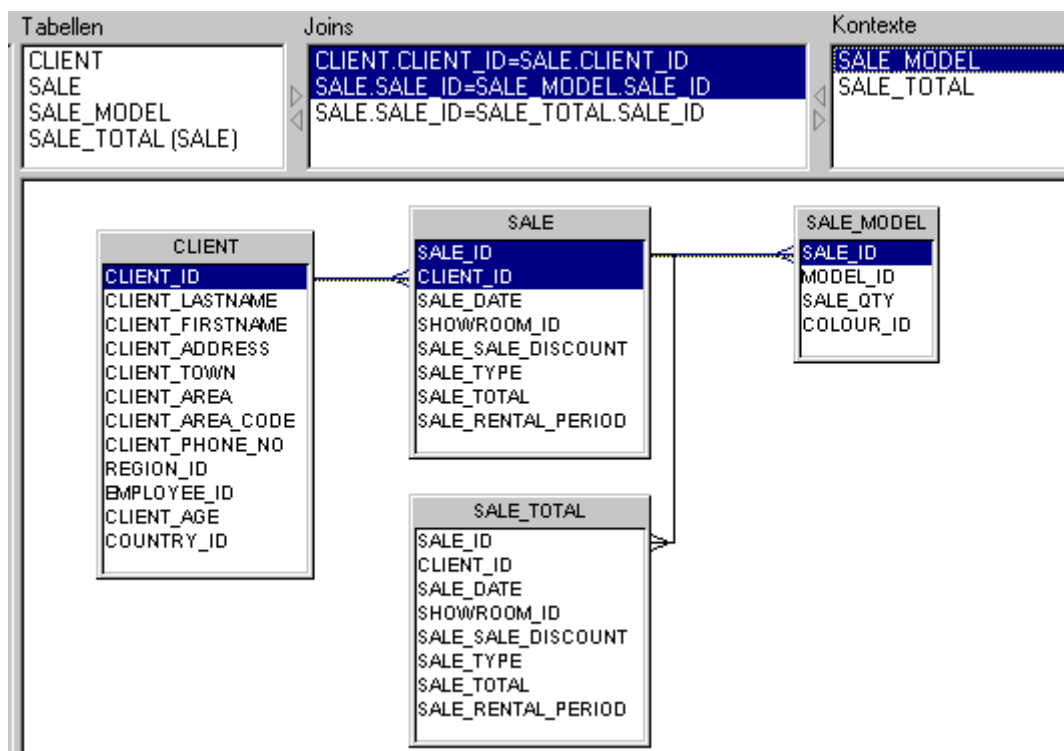 Tabellen
Joins
Kontexte
CLIENT
SALE
SALE_MODEL
SALE_TOTAL (SALE)
CLIENT.CLIENT_ID=SALE.CLIENT_ID
SALE.SALE_ID=SALE_MODEL.SALE_ID
SALE.SALE_ID=SALE_TOTAL.SALE_ID
SALE_MODEL
SALE_TOTAL
CLIENT
CLIENT_ID
CLIENT_LASTNAME
CLIENT_FIRSTNAME
CLIENT_ADDRESS
CLIENT_TOWN
CLIENT_AREA
CLIENT_AREA_CODE
CLIENT_PHONE_NO
REGION_ID
EMPLOYEE_ID
CLIENT_AGE
COUNTRY_ID
SALE
SALE_ID
CLIENT_ID
SALE_DATE
SHOWROOM_ID
SALE_SALE_DISCOUNT
SALE_TYPE
SALE_TOTAL
SALE_RENTAL_PERIOD
SALE_MODEL
SALE_ID
MODEL_ID
SALE_QTY
COLOUR_ID
SALE_TOTAL
SALE_ID
CLIENT_ID
SALE_DATE
SHOWROOM_ID
SALE_SALE_DISCOUNT
SALE_TYPE
SALE_TOTAL
SALE_RENTAL_PERIOD